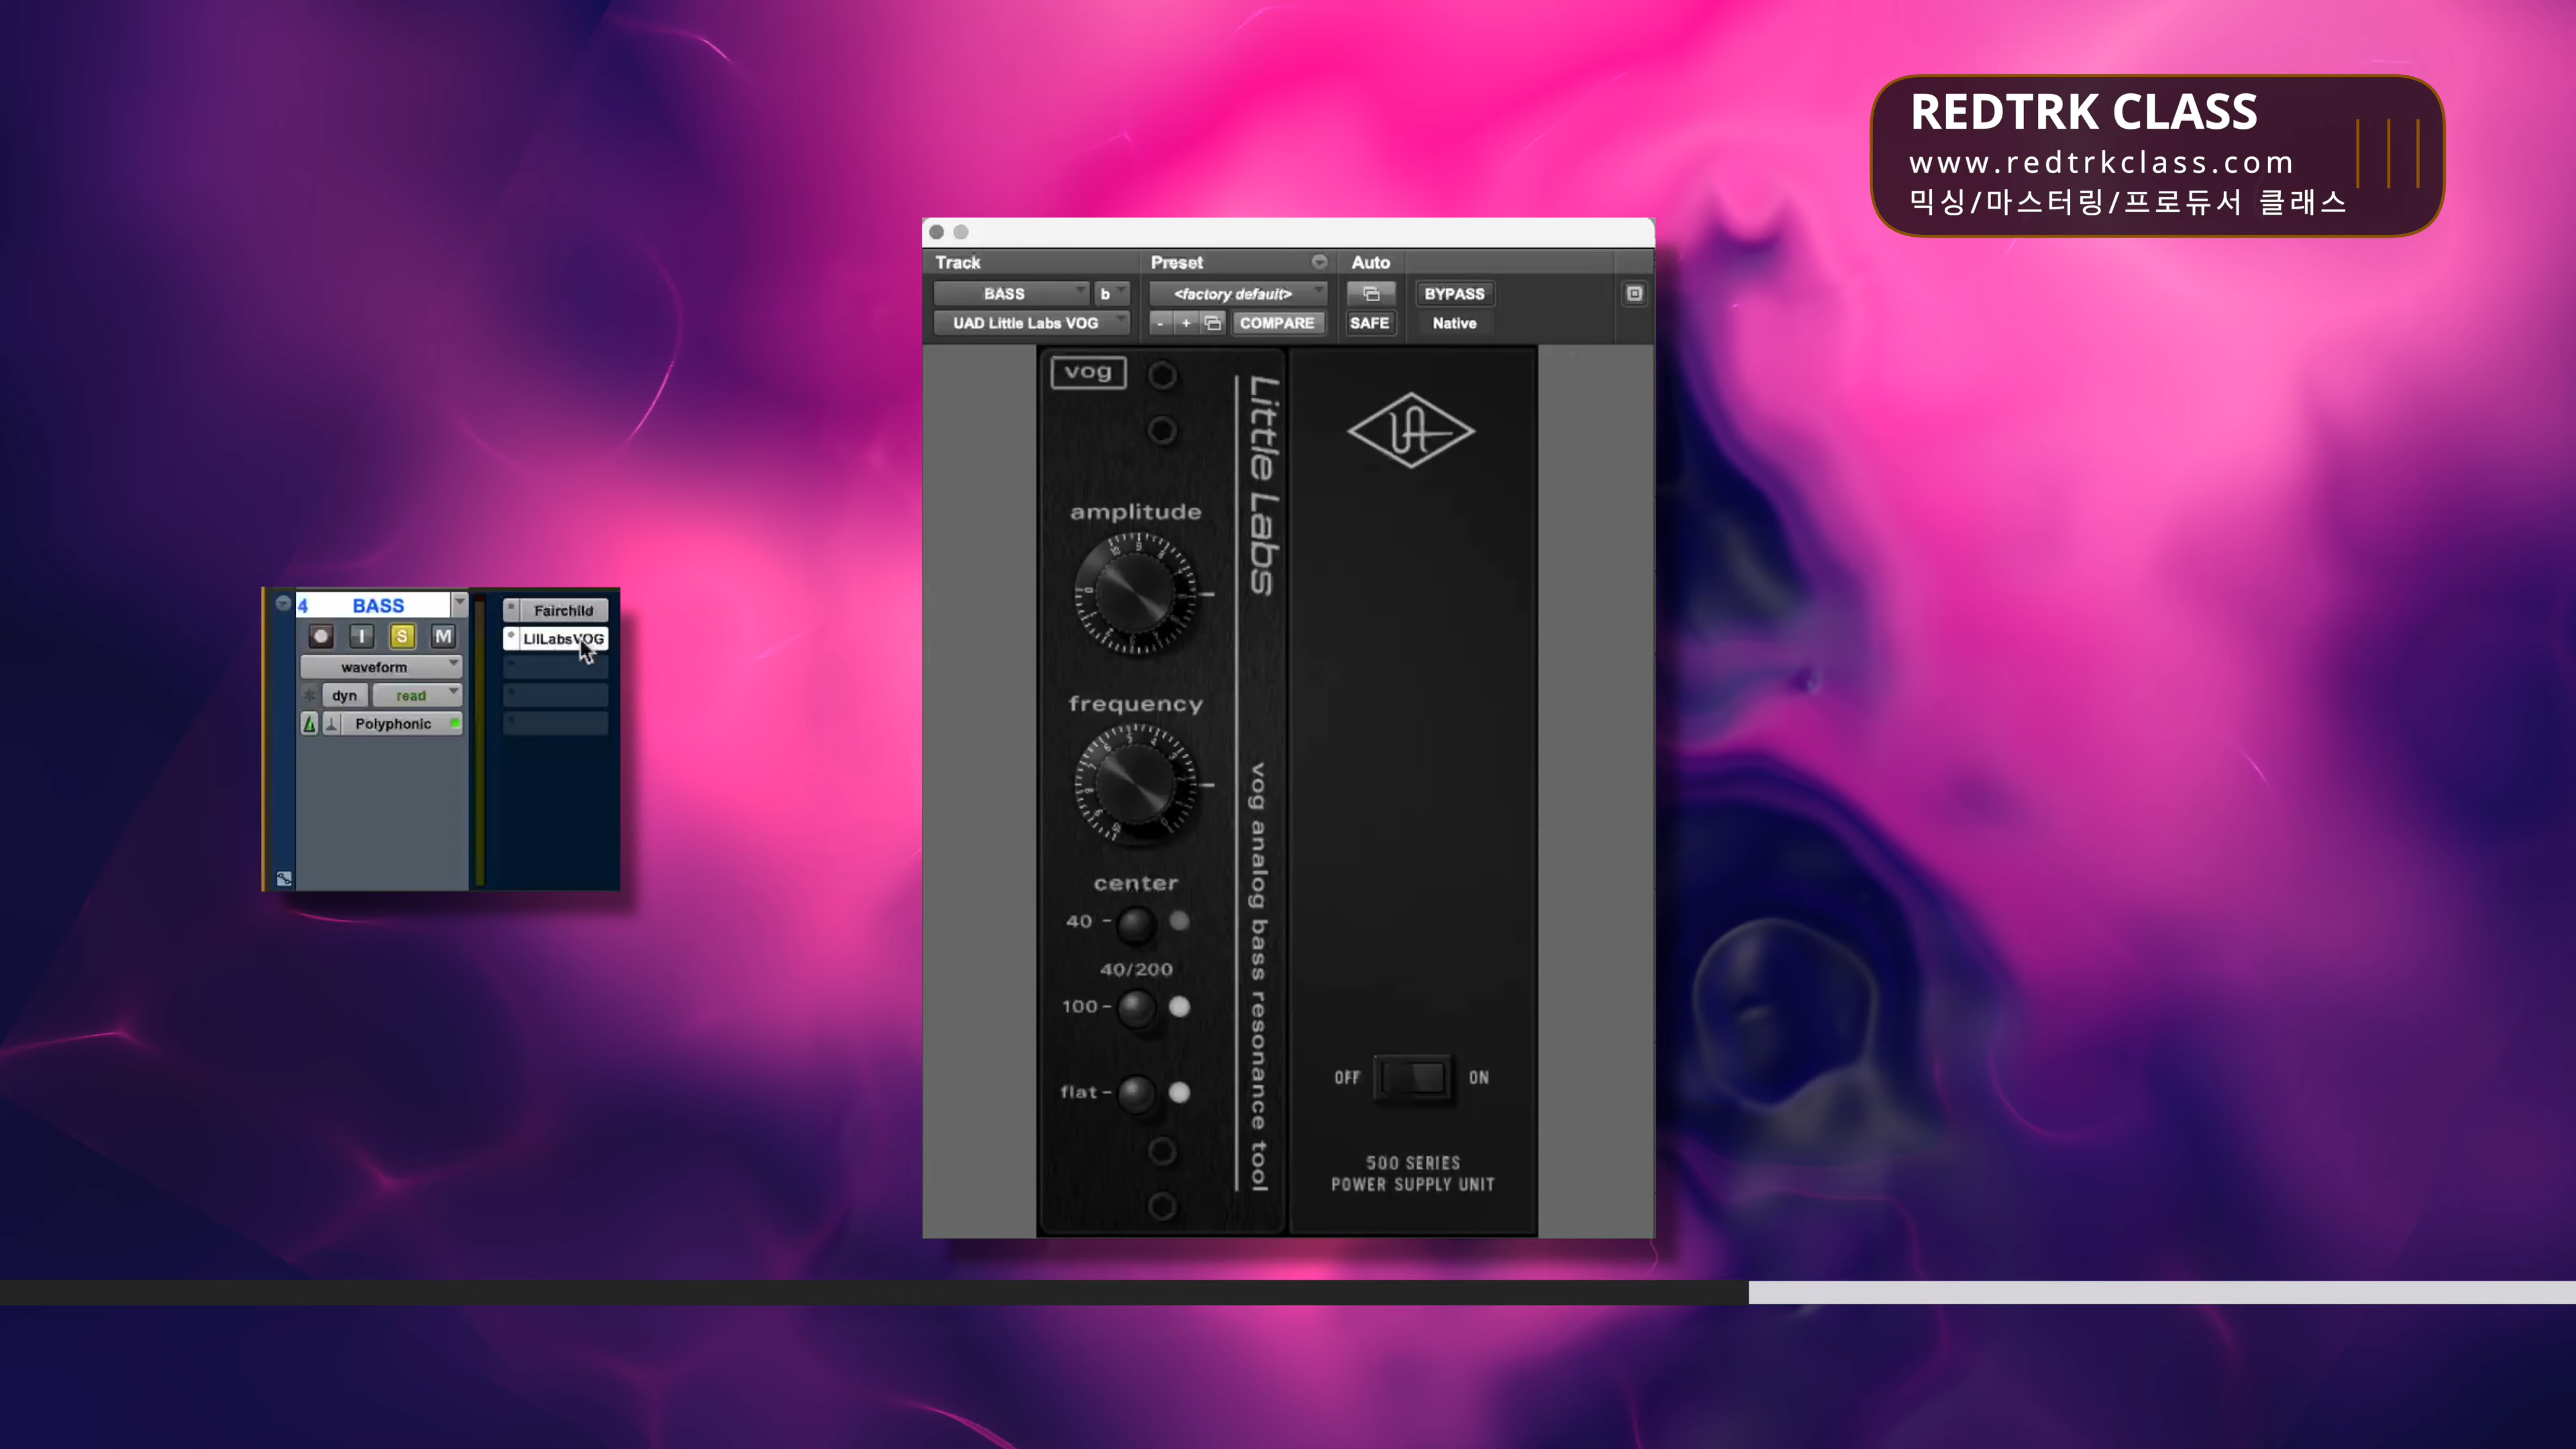 REDTRK CLASS
www.redtrkclass.com
믹싱/마스터링/프로듀서 클래스
Track
Preset
Auto
BASS
b
<factory default>
BYPASS
UAD Little Labs VOG
-
+
COMPARE
SAFE
Native
vog
Little Labs
amplitude
frequency
center
40 -
40/200
100 -
flat -
vog analog bass resonance tool
UA
OFF
ON
500 SERIES
POWER SUPPLY UNIT
4
BASS
I
S
M
waveform
dyn
read
Polyphonic
Fairchild
LilLabsVOG